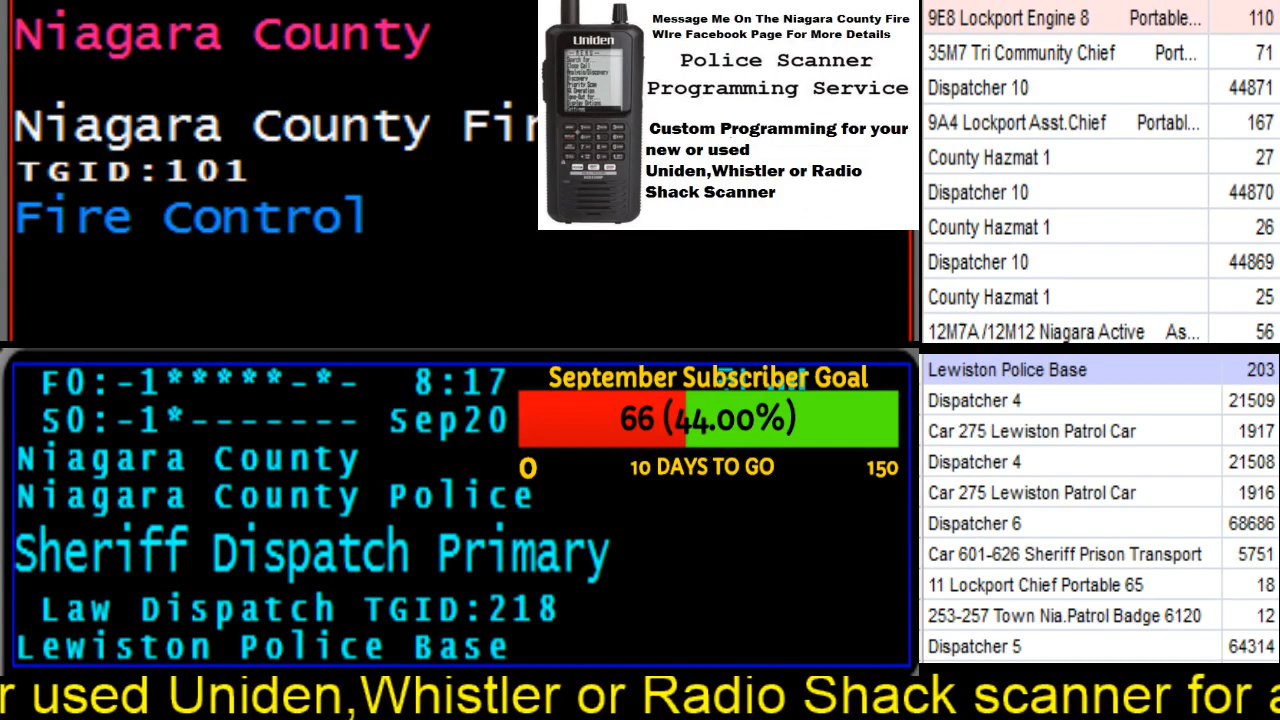 Niagara County
Niagara County Fir
TGID:101
Fire Control
Uniden
Message Me On The Niagara County Fire
WIre Facebook Page For More Details
Police Scanner
Programming Service
Custom Programming for your
new or used
Uniden,Whistler or Radio
Shack Scanner
9E8 Lockport Engine 8 Portable... 110
35M7 Tri Community Chief Port... 71
Dispatcher 10 44871
9A4 Lockport Asst.Chief Portabl... 167
County Hazmat 1 27
Dispatcher 10 44870
County Hazmat 1 26
Dispatcher 10 44869
County Hazmat 1 25
12M7A /12M12 Niagara Active As... 56
F0:-1*****-*- 8:17
S0:-1*------- Sep20
Niagara County
Niagara County Police
Sheriff Dispatch Primary
Law Dispatch TGID:218
Lewiston Police Base
September Subscriber Goal
66 (44.00%)
0 10 DAYS TO GO 150
Lewiston Police Base 203
Dispatcher 4 21509
Car 275 Lewiston Patrol Car 1917
Dispatcher 4 21508
Car 275 Lewiston Patrol Car 1916
Dispatcher 6 68686
Car 601-626 Sheriff Prison Transport 5751
11 Lockport Chief Portable 65 18
253-257 Town Nia.Patrol Badge 6120 12
Dispatcher 5 64314
r used Uniden,Whistler or Radio Shack scanner for a